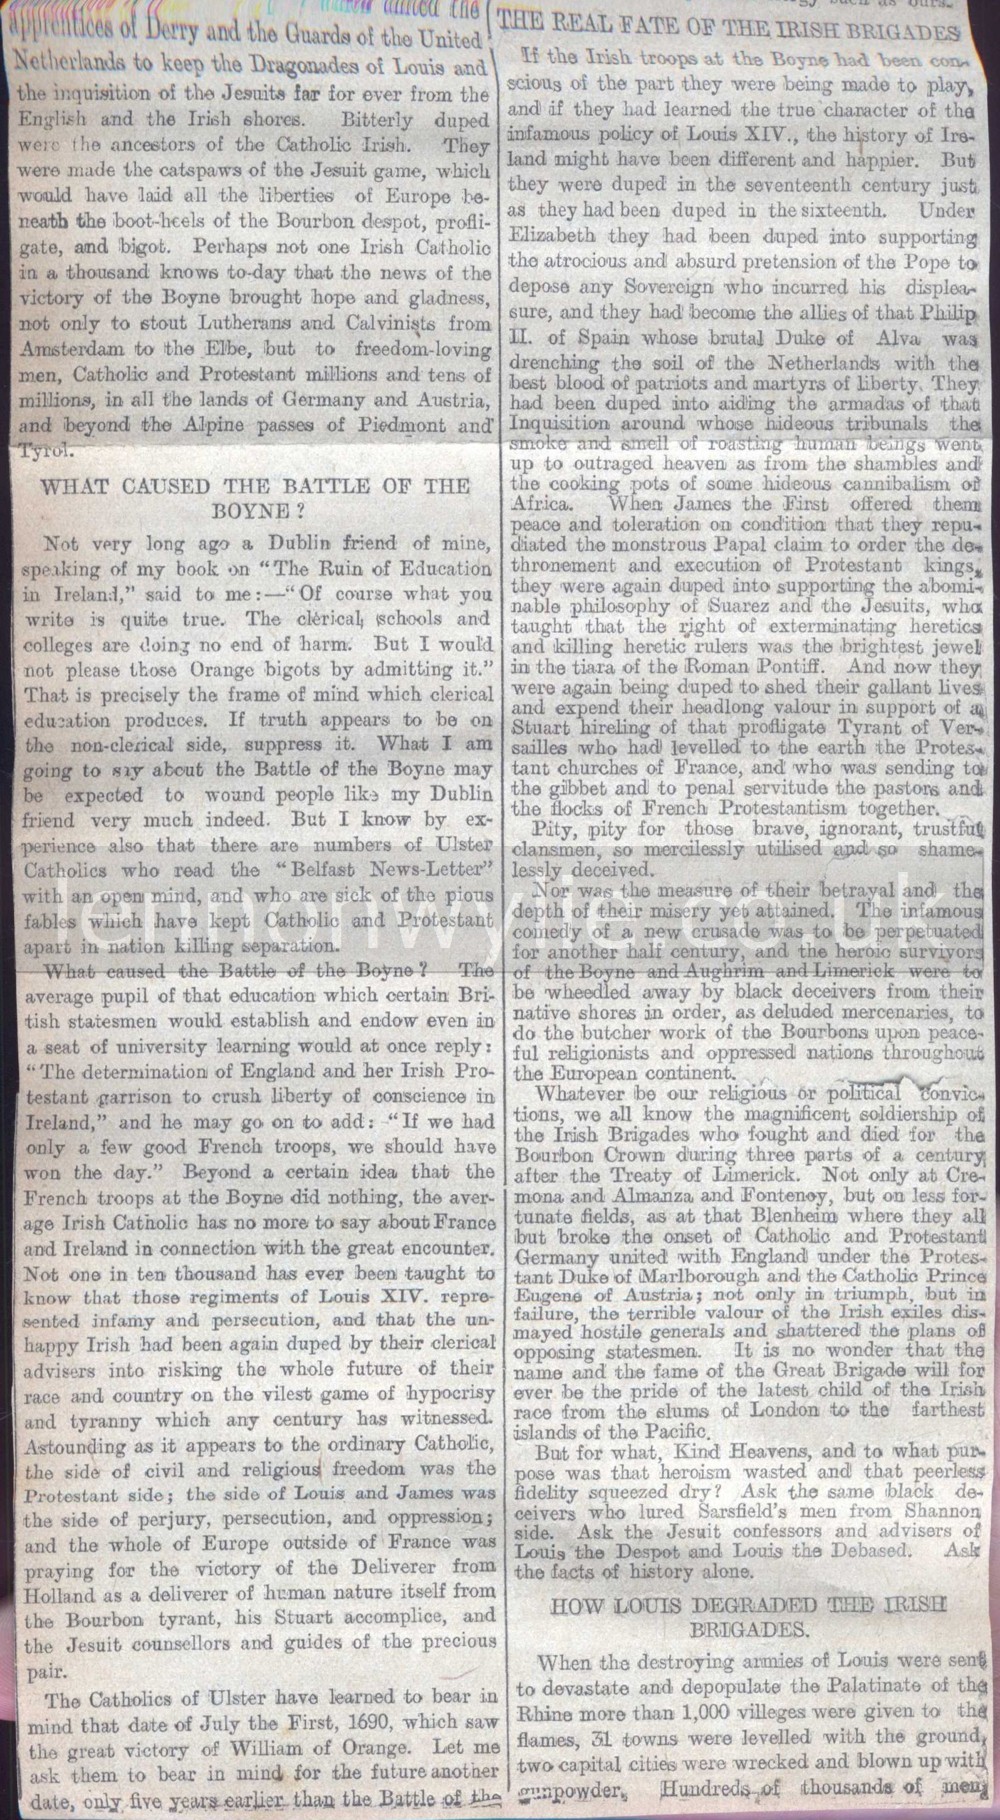 united the
apprentices of Derry and the Guards of the United
Netherlands to keep the Dragonades of Louis and
the inquisition of the Jesuits far for ever from the
English and the Irish shores. Bitterly duped
were the ancestors of the Catholic Irish. They
were made the catspaws of the Jesuit game, which
would have laid all the liberties of Europe be-
neath the boot-heels of the Bourbon despot, profli-
gate, and bigot. Perhaps not one Irish Catholic
in a thousand knows to-day that the news of the
victory of the Boyne brought hope and gladness,
not only to stout Lutherans and Calvinists from
Amsterdam to the Elbe, but to freedom-loving
men, Catholic and Protestant millions and tens of
millions, in all the lands of Germany and Austria,
and beyond the Alpine passes of Piedmont and
Tyrol.
WHAT CAUSED THE BATTLE OF THE
BOYNE?
Not very long ago a Dublin friend of mine,
speaking of my book on "The Ruin of Education
in Ireland," said to me:—"Of course what you
write is quite true. The clerical schools and
colleges are doing no end of harm. But I would
not please those Orange bigots by admitting it."
That is precisely the frame of mind which clerical
education produces. If truth appears to be on
the non-clerical side, suppress it. What I am
going to say about the Battle of the Boyne may
be expected to wound people like my Dublin
friend very much indeed. But I know by ex-
perience also that there are numbers of Ulster
Catholics who read the "Belfast News-Letter"
with an open mind, and who are sick of the pious
fables which have kept Catholic and Protestant
apart in nation killing separation.
What caused the Battle of the Boyne? The
average pupil of that education which certain Bri-
tish statesmen would establish and endow even in
a seat of university learning would at once reply:
"The determination of England and her Irish Pro-
testant garrison to crush liberty of conscience in
Ireland," and he may go on to add: "If we had
only a few good French troops, we should have
won the day." Beyond a certain idea that the
French troops at the Boyne did nothing, the aver-
age Irish Catholic has no more to say about France
and Ireland in connection with the great encounter.
Not one in ten thousand has ever been taught to
know that those regiments of Louis XIV. repre-
sented infamy and persecution, and that the un-
happy Irish had been again duped by their clerical
advisers into risking the whole future of their
race and country on the vilest game of hypocrisy
and tyranny which any century has witnessed.
Astounding as it appears to the ordinary Catholic,
the side of civil and religious freedom was the
Protestant side; the side of Louis and James was
the side of perjury, persecution, and oppression;
and the whole of Europe outside of France was
praying for the victory of the Deliverer from
Holland as a deliverer of human nature itself from
the Bourbon tyrant, his Stuart accomplice, and
the Jesuit counsellors and guides of the precious
pair.
The Catholics of Ulster have learned to bear in
mind that date of July the First, 1690, which saw
the great victory of William of Orange. Let me
ask them to bear in mind for the future another
date, only five years earlier than the Battle of the
such as ours.
THE REAL FATE OF THE IRISH BRIGADES
If the Irish troops at the Boyne had been con-
scious of the part they were being made to play,
and if they had learned the true character of the
infamous policy of Louis XIV., the history of Ire-
land might have been different and happier. But
they were duped in the seventeenth century just
as they had been duped in the sixteenth. Under
Elizabeth they had been duped into supporting
the atrocious and absurd pretension of the Pope to
depose any Sovereign who incurred his displea-
sure, and they had become the allies of that Philip
II. of Spain whose brutal Duke of Alva was
drenching the soil of the Netherlands with the
best blood of patriots and martyrs of liberty. They
had been duped into aiding the armadas of that
Inquisition around whose hideous tribunals the
smoke and smell of roasting human beings went
up to outraged heaven as from the shambles and
the cooking pots of some hideous cannibalism of
Africa. When James the First offered them
peace and toleration on condition that they repu-
diated the monstrous Papal claim to order the de-
thronement and execution of Protestant kings,
they were again duped into supporting the abomi-
nable philosophy of Suarez and the Jesuits, who
taught that the right of exterminating heretics
and killing heretic rulers was the brightest jewel
in the tiara of the Roman Pontiff. And now they
were again being duped to shed their gallant lives
and expend their headlong valour in support of a
Stuart hireling of that profligate Tyrant of Ver-
sailles who had levelled to the earth the Protes-
tant churches of France, and who was sending to
the gibbet and to penal servitude the pastors and
the flocks of French Protestantism together.
Pity, pity for those brave, ignorant, trustful
clansmen, so mercilessly utilised and so shame-
lessly deceived.
Nor was the measure of their betrayal and the
depth of their misery yet attained. The infamous
comedy of a new crusade was to be perpetuated
for another half century, and the heroic survivors
of the Boyne and Aughrim and Limerick were to
be wheedled away by black deceivers from their
native shores in order, as deluded mercenaries, to
do the butcher work of the Bourbons upon peace-
ful religionists and oppressed nations throughout
the European continent.
Whatever be our religious or political convic-
tions, we all know the magnificent soldiership of
the Irish Brigades who fought and died for the
Bourbon Crown during three parts of a century
after the Treaty of Limerick. Not only at Cre-
mona and Almanza and Fontenoy, but on less for-
tunate fields, as at that Blenheim where they all
but broke the onset of Catholic and Protestant
Germany united with England under the Protes-
tant Duke of Marlborough and the Catholic Prince
Eugene of Austria; not only in triumph, but in
failure, the terrible valour of the Irish exiles dis-
mayed hostile generals and shattered the plans of
opposing statesmen. It is no wonder that the
name and the fame of the Great Brigade will for
ever be the pride of the latest child of the Irish
race from the slums of London to the farthest
islands of the Pacific.
But for what, Kind Heavens, and to what pur-
pose was that heroism wasted and that peerless
fidelity squeezed dry? Ask the same black de-
ceivers who lured Sarsfield's men from Shannon
side. Ask the Jesuit confessors and advisers of
Louis the Despot and Louis the Debased. Ask
the facts of history alone.
HOW LOUIS DEGRADED THE IRISH
BRIGADES.
When the destroying armies of Louis were sent
to devastate and depopulate the Palatinate of the
Rhine more than 1,000 villeges were given to the
flames, 31 towns were levelled with the ground,
two capital cities were wrecked and blown up with
gunpowder. Hundreds of thousands of men,
lennonwylie.co.uk